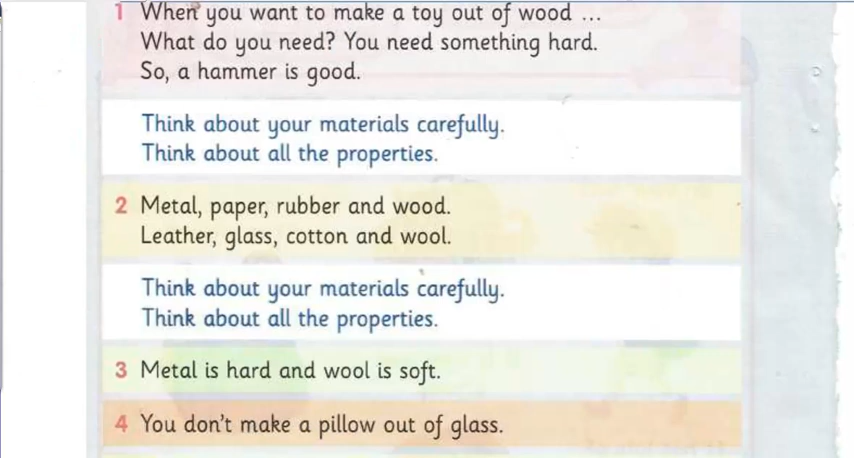 1 When you want to make a toy out of wood ...
What do you need? You need something hard.
So, a hammer is good.
Think about your materials carefully.
Think about all the properties.
2 Metal, paper, rubber and wood.
Leather, glass, cotton and wool.
Think about your materials carefully.
Think about all the properties.
3 Metal is hard and wool is soft.
4 You don't make a pillow out of glass.